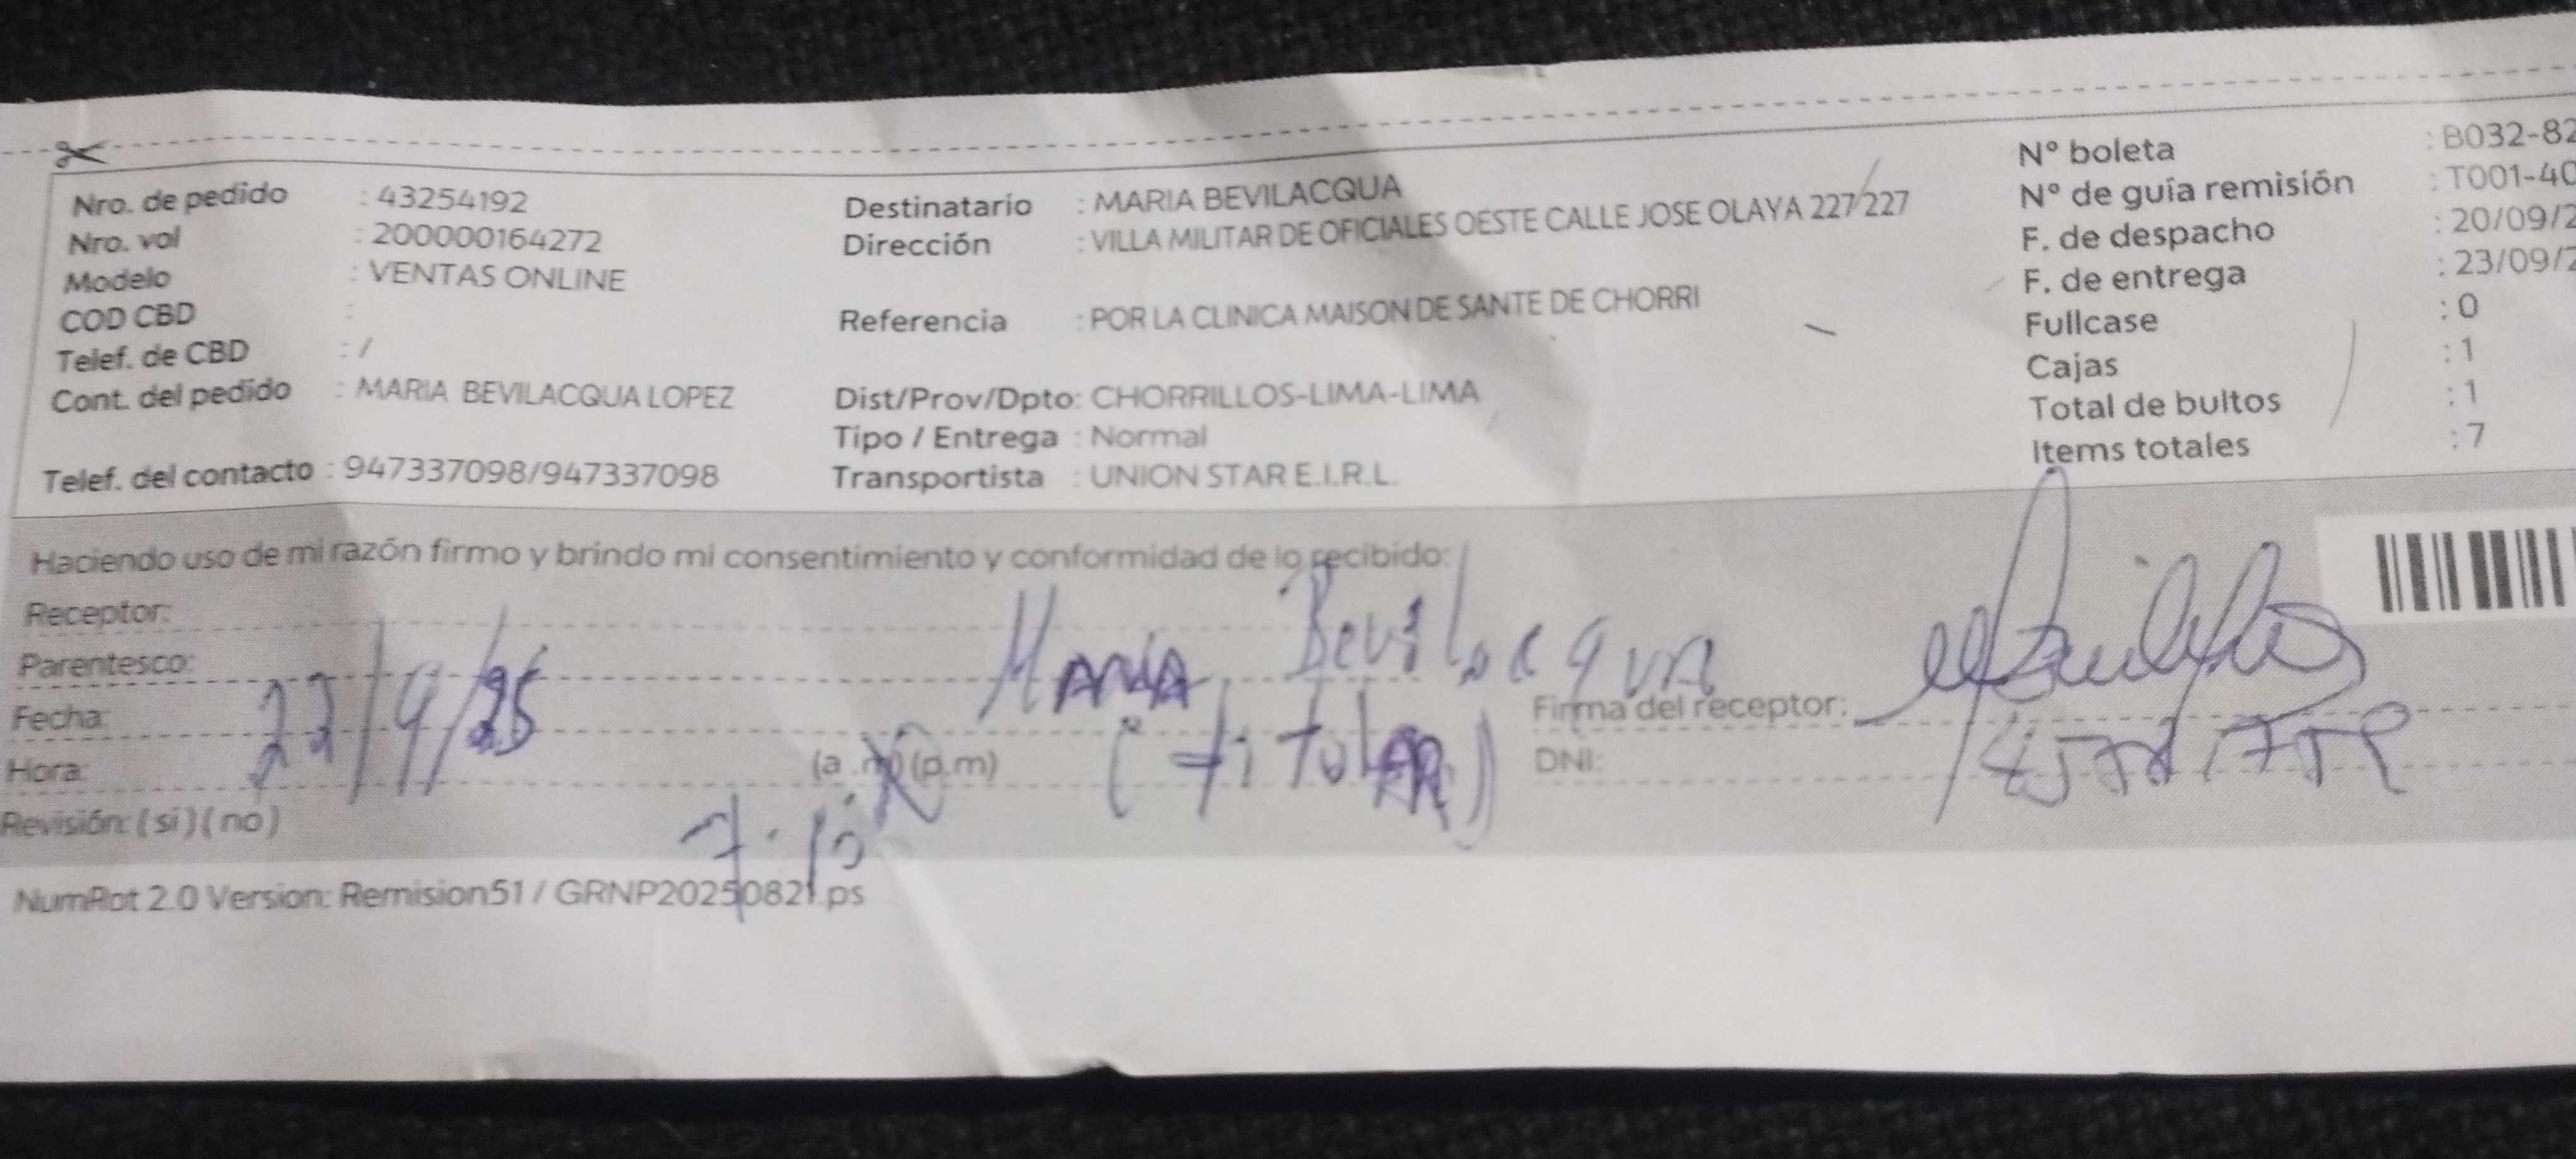 Nro. de pedido : 43254192
Nro. vol : 200000164272
Modelo : VENTAS ONLINE
COD CBD :
Telef. de CBD : /
Cont. del pedido : MARIA BEVILACQUA LOPEZ
Telef. del contacto : 947337098/947337098
Destinatario : MARIA BEVILACQUA
Dirección : VILLA MILITAR DE OFICIALES OESTE CALLE JOSE OLAYA 227/227
Referencia : POR LA CLINICA MAISON DE SANTE DE CHORRI
Dist/Prov/Dpto: CHORRILLOS-LIMA-LIMA
Tipo / Entrega : Normal
Transportista : UNION STAR E.I.R.L.
Nº boleta : B032-82
Nº de guía remisión : T001-40
F. de despacho : 20/09/2
F. de entrega : 23/09/2
Fullcase : 0
Cajas : 1
Total de bultos : 1
Items totales : 7
Haciendo uso de mi razón firmo y brindo mi consentimiento y conformidad de lo recibido:
Receptor:
Parentesco:
Maria Bevilacqua
Fecha: 22/9/25
Firma del receptor:
Hora: (a.m) (p.m)
(titular)
DNI:
Revisión: ( si ) ( no )
NumRot 2.0 Version: Remision51 / GRNP20250821.ps